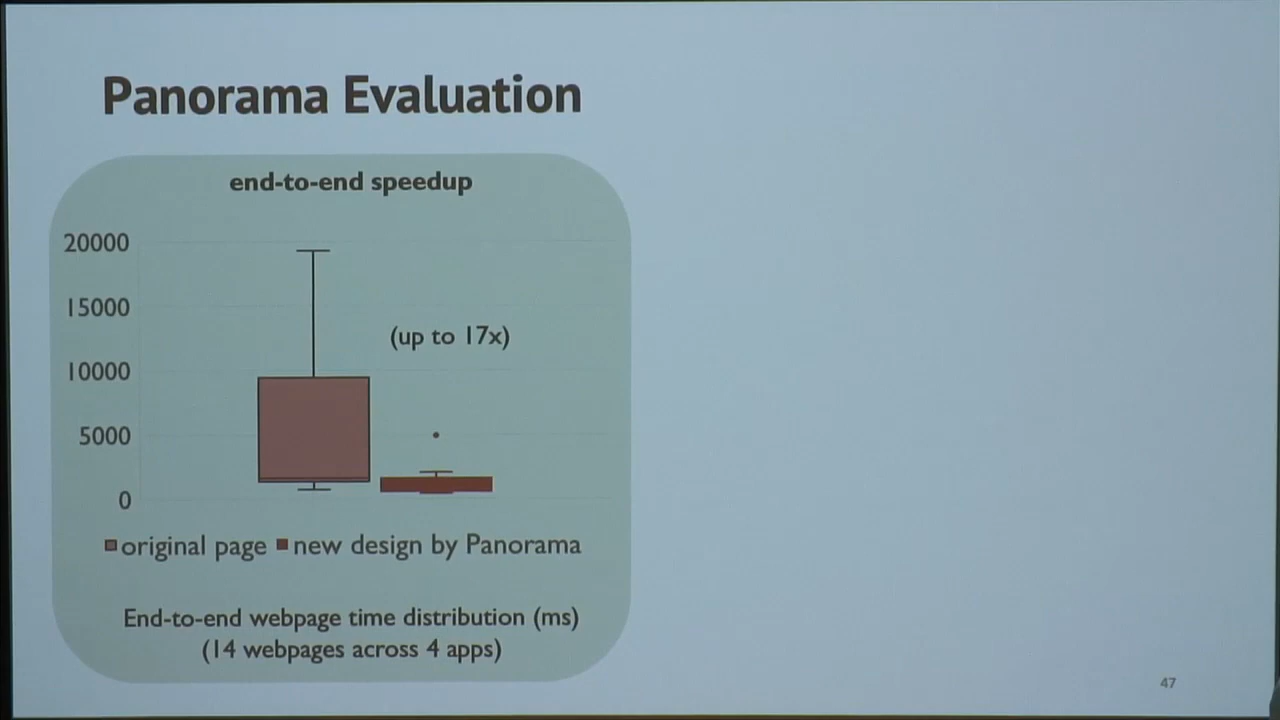 Panorama Evaluation
end-to-end speedup
20000
15000
(up to 17x)
10000
5000
0
original page new design by Panorama
End-to-end webpage time distribution (ms)
(14 webpages across 4 apps)
47